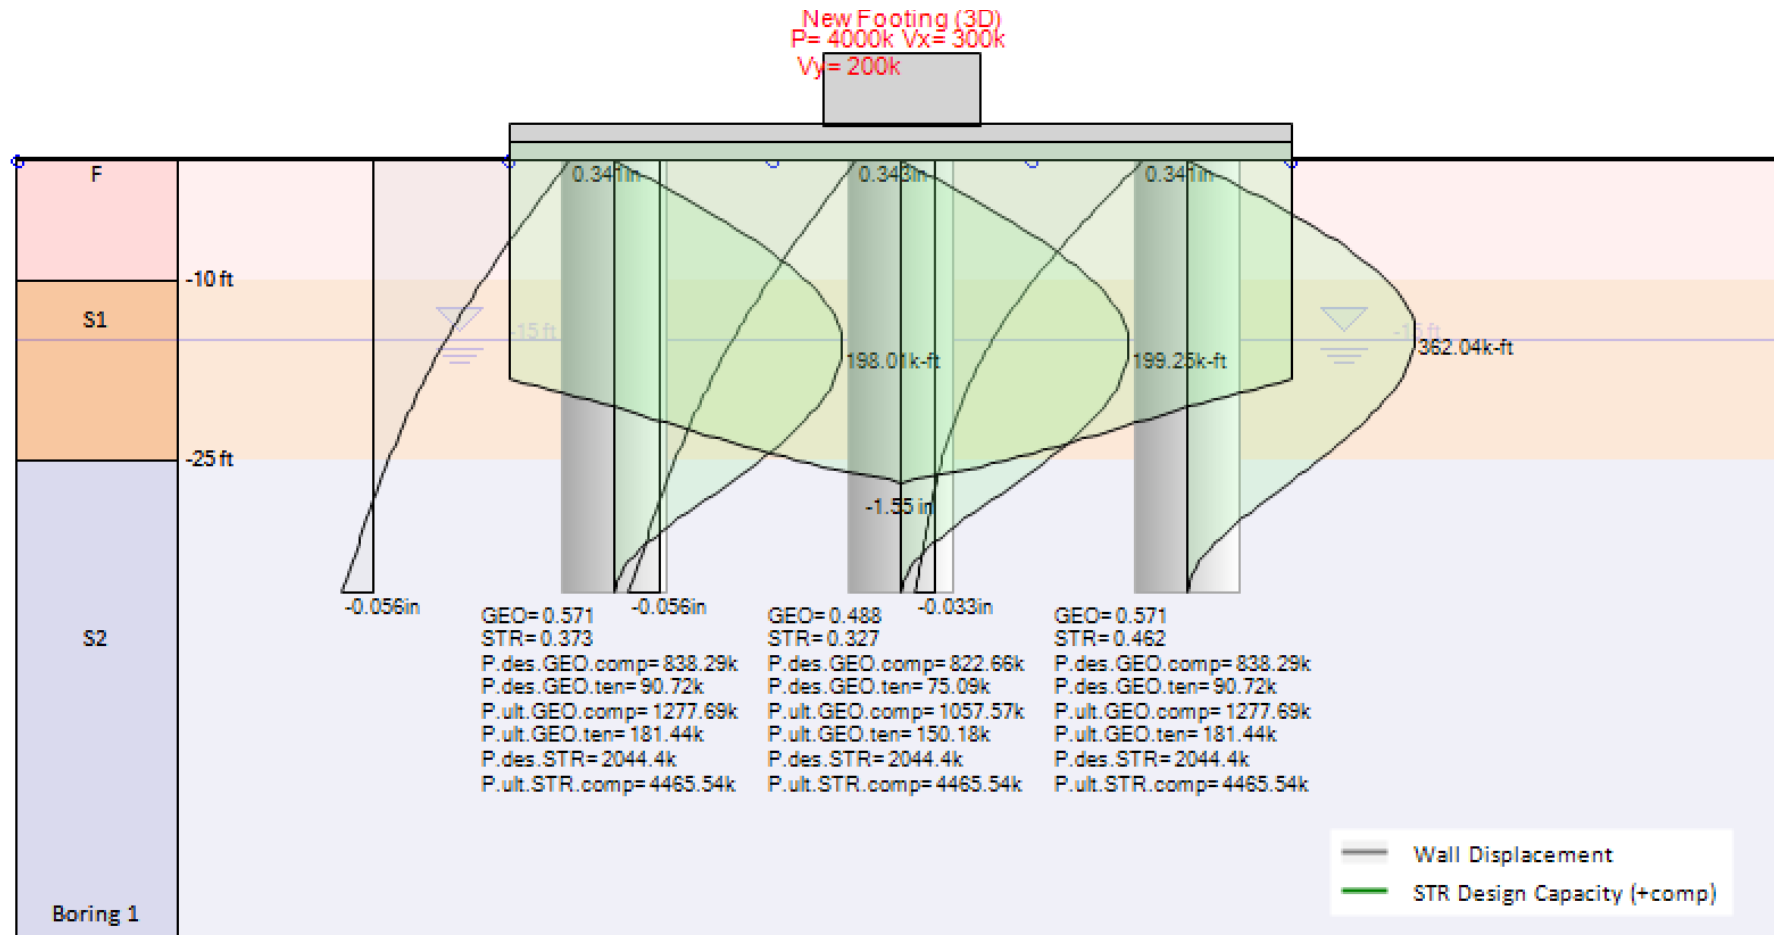 New Footing (3D)
P= 4000k Vx= 300k
Vy= 200k
F
0.341in
0.343in
0.341in
-10 ft
S1
-15 ft
-15 ft
198.01k-ft
199.25k-ft
362.04k-ft
-25 ft
-1.55 in
-0.056in
-0.056in
-0.033in
S2
GEO= 0.571
STR= 0.373
P.des.GEO.comp= 838.29k
P.des.GEO.ten= 90.72k
P.ult.GEO.comp= 1277.69k
P.ult.GEO.ten= 181.44k
P.des.STR= 2044.4k
P.ult.STR.comp= 4465.54k
GEO= 0.488
STR= 0.327
P.des.GEO.comp= 822.66k
P.des.GEO.ten= 75.09k
P.ult.GEO.comp= 1057.57k
P.ult.GEO.ten= 150.18k
P.des.STR= 2044.4k
P.ult.STR.comp= 4465.54k
GEO= 0.571
STR= 0.462
P.des.GEO.comp= 838.29k
P.des.GEO.ten= 90.72k
P.ult.GEO.comp= 1277.69k
P.ult.GEO.ten= 181.44k
P.des.STR= 2044.4k
P.ult.STR.comp= 4465.54k
Wall Displacement
STR Design Capacity (+comp)
Boring 1